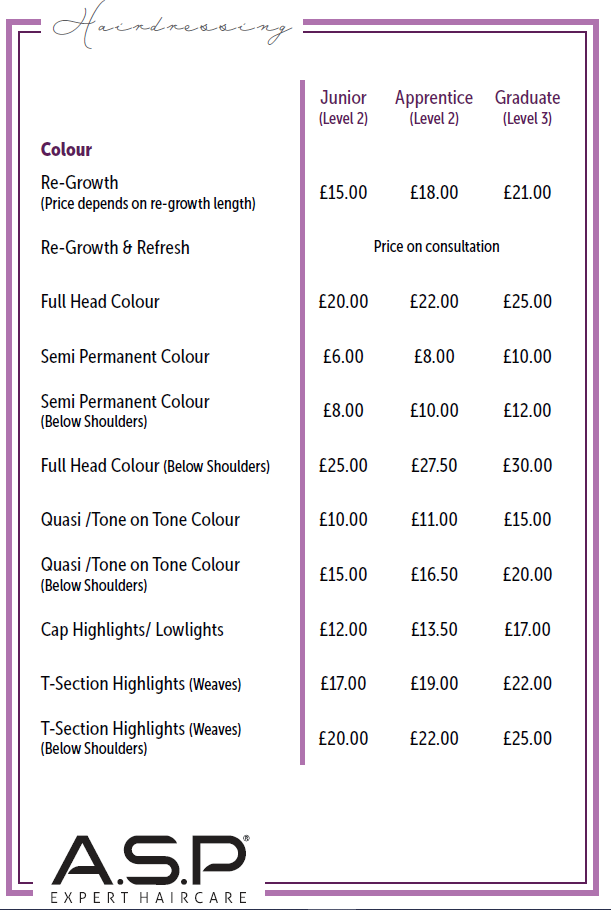 Hairdressing
Junior Apprentice Graduate
(Level 2) (Level 2) (Level 3)
Colour
Re-Growth
(Price depends on re-growth length)
£15.00 £18.00 £21.00
Re-Growth & Refresh Price on consultation
Full Head Colour £20.00 £22.00 £25.00
Semi Permanent Colour £6.00 £8.00 £10.00
Semi Permanent Colour
(Below Shoulders)
£8.00 £10.00 £12.00
Full Head Colour (Below Shoulders) £25.00 £27.50 £30.00
Quasi /Tone on Tone Colour £10.00 £11.00 £15.00
Quasi /Tone on Tone Colour
(Below Shoulders)
£15.00 £16.50 £20.00
Cap Highlights/ Lowlights £12.00 £13.50 £17.00
T-Section Highlights (Weaves) £17.00 £19.00 £22.00
T-Section Highlights (Weaves)
(Below Shoulders)
£20.00 £22.00 £25.00
A.S.P®
EXPERT HAIRCARE